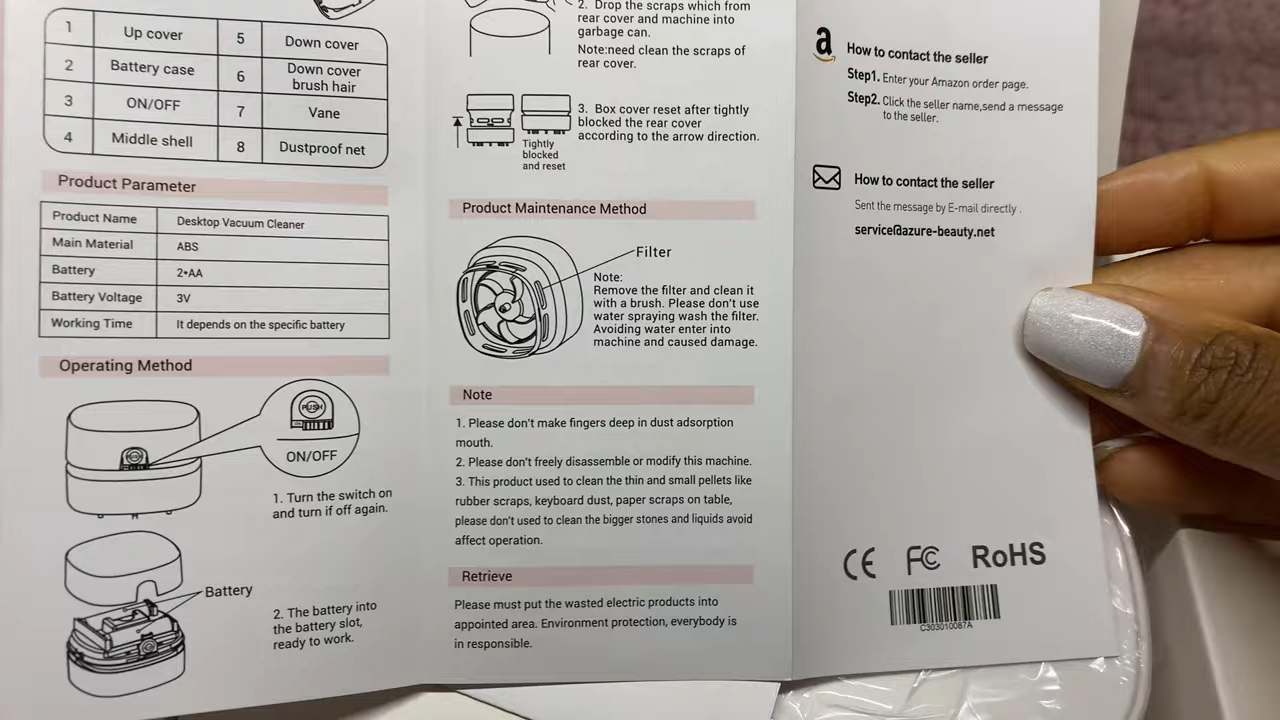 1 Up cover 5 Down cover
2 Battery case 6 Down cover
brush hair
3 ON/OFF 7 Vane
4 Middle shell 8 Dustproof net
Product Parameter
Product Name Desktop Vacuum Cleaner
Main Material ABS
Battery 2•AA
Battery Voltage 3V
Working Time It depends on the specific battery
Operating Method
PUSH
PUSH
ON/OFF
1. Turn the switch on
and turn if off again.
Battery
2. The battery into
the battery slot,
ready to work.
2. Drop the scraps which from
rear cover and machine into
garbage can.
Note:need clean the scraps of
rear cover.
3. Box cover reset after tightly
blocked the rear cover
according to the arrow direction.
Tightly
blocked
and reset
Product Maintenance Method
Filter
Note:
Remove the filter and clean it
with a brush. Please don't use
water spraying wash the filter.
Avoiding water enter into
machine and caused damage.
Note
1. Please don't make fingers deep in dust adsorption
mouth.
2. Please don't freely disassemble or modify this machine.
3. This product used to clean the thin and small pellets like
rubber scraps, keyboard dust, paper scraps on table,
please don't used to clean the bigger stones and liquids avoid
affect operation.
Retrieve
Please must put the wasted electric products into
appointed area. Environment protection, everybody is
in responsible.
a
How to contact the seller
Step1. Enter your Amazon order page.
Step2. Click the seller name,send a message
to the seller.
How to contact the seller
Sent the message by E-mail directly .
service@azure-beauty.net
CE FC RoHS
C303010087A